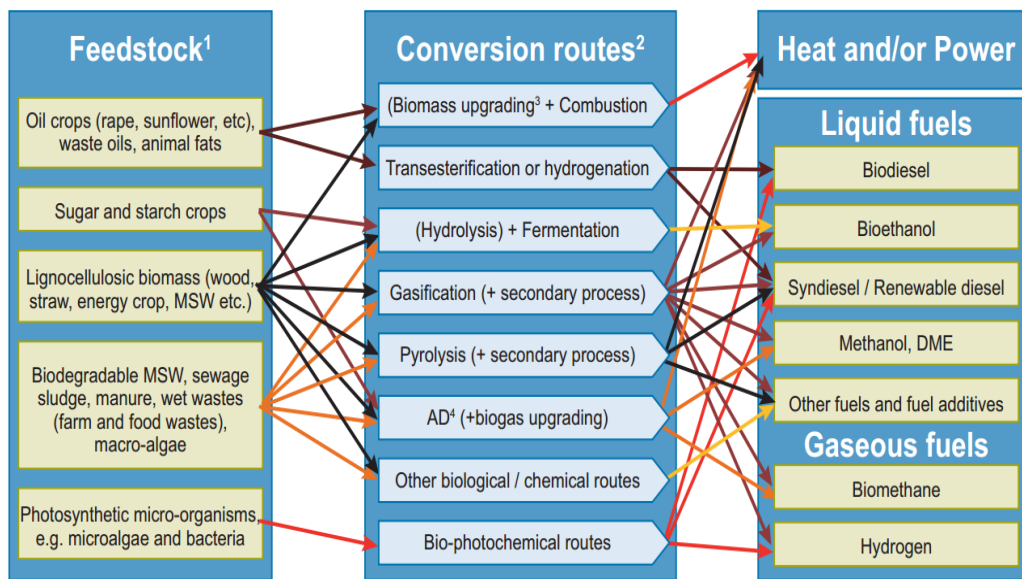 Feedstock¹
Oil crops (rape, sunflower, etc),
waste oils, animal fats
Sugar and starch crops
Lignocellulosic biomass (wood,
straw, energy crop, MSW etc.)
Biodegradable MSW, sewage
sludge, manure, wet wastes
(farm and food wastes),
macro-algae
Photosynthetic micro-organisms,
e.g. microalgae and bacteria
Conversion routes²
(Biomass upgrading³ + Combustion
Transesterification or hydrogenation
(Hydrolysis) + Fermentation
Gasification (+ secondary process)
Pyrolysis (+ secondary process)
AD⁴ (+biogas upgrading)
Other biological / chemical routes
Bio-photochemical routes
Heat and/or Power
Liquid fuels
Biodiesel
Bioethanol
Syndiesel / Renewable diesel
Methanol, DME
Other fuels and fuel additives
Gaseous fuels
Biomethane
Hydrogen